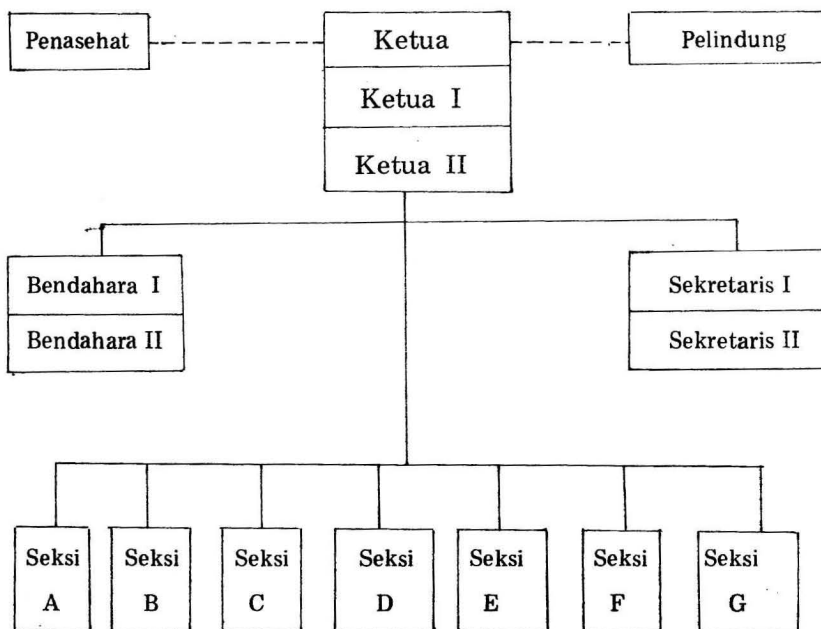 Penasehat
Ketua
Pelindung
Ketua I
Ketua II
Bendahara I
Sekretaris I
Bendahara II
Sekretaris II
Seksi A
Seksi B
Seksi C
Seksi D
Seksi E
Seksi F
Seksi G